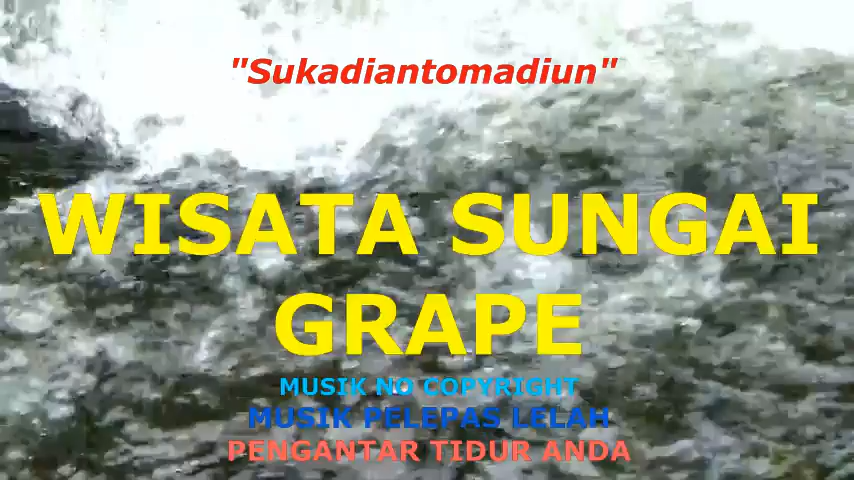 "Sukadiantomadiun"
WISATA SUNGAI
GRAPE
MUSIK NO COPYRIGHT
MUSIK PELEPAS LELAH
PENGANTAR TIDUR ANDA